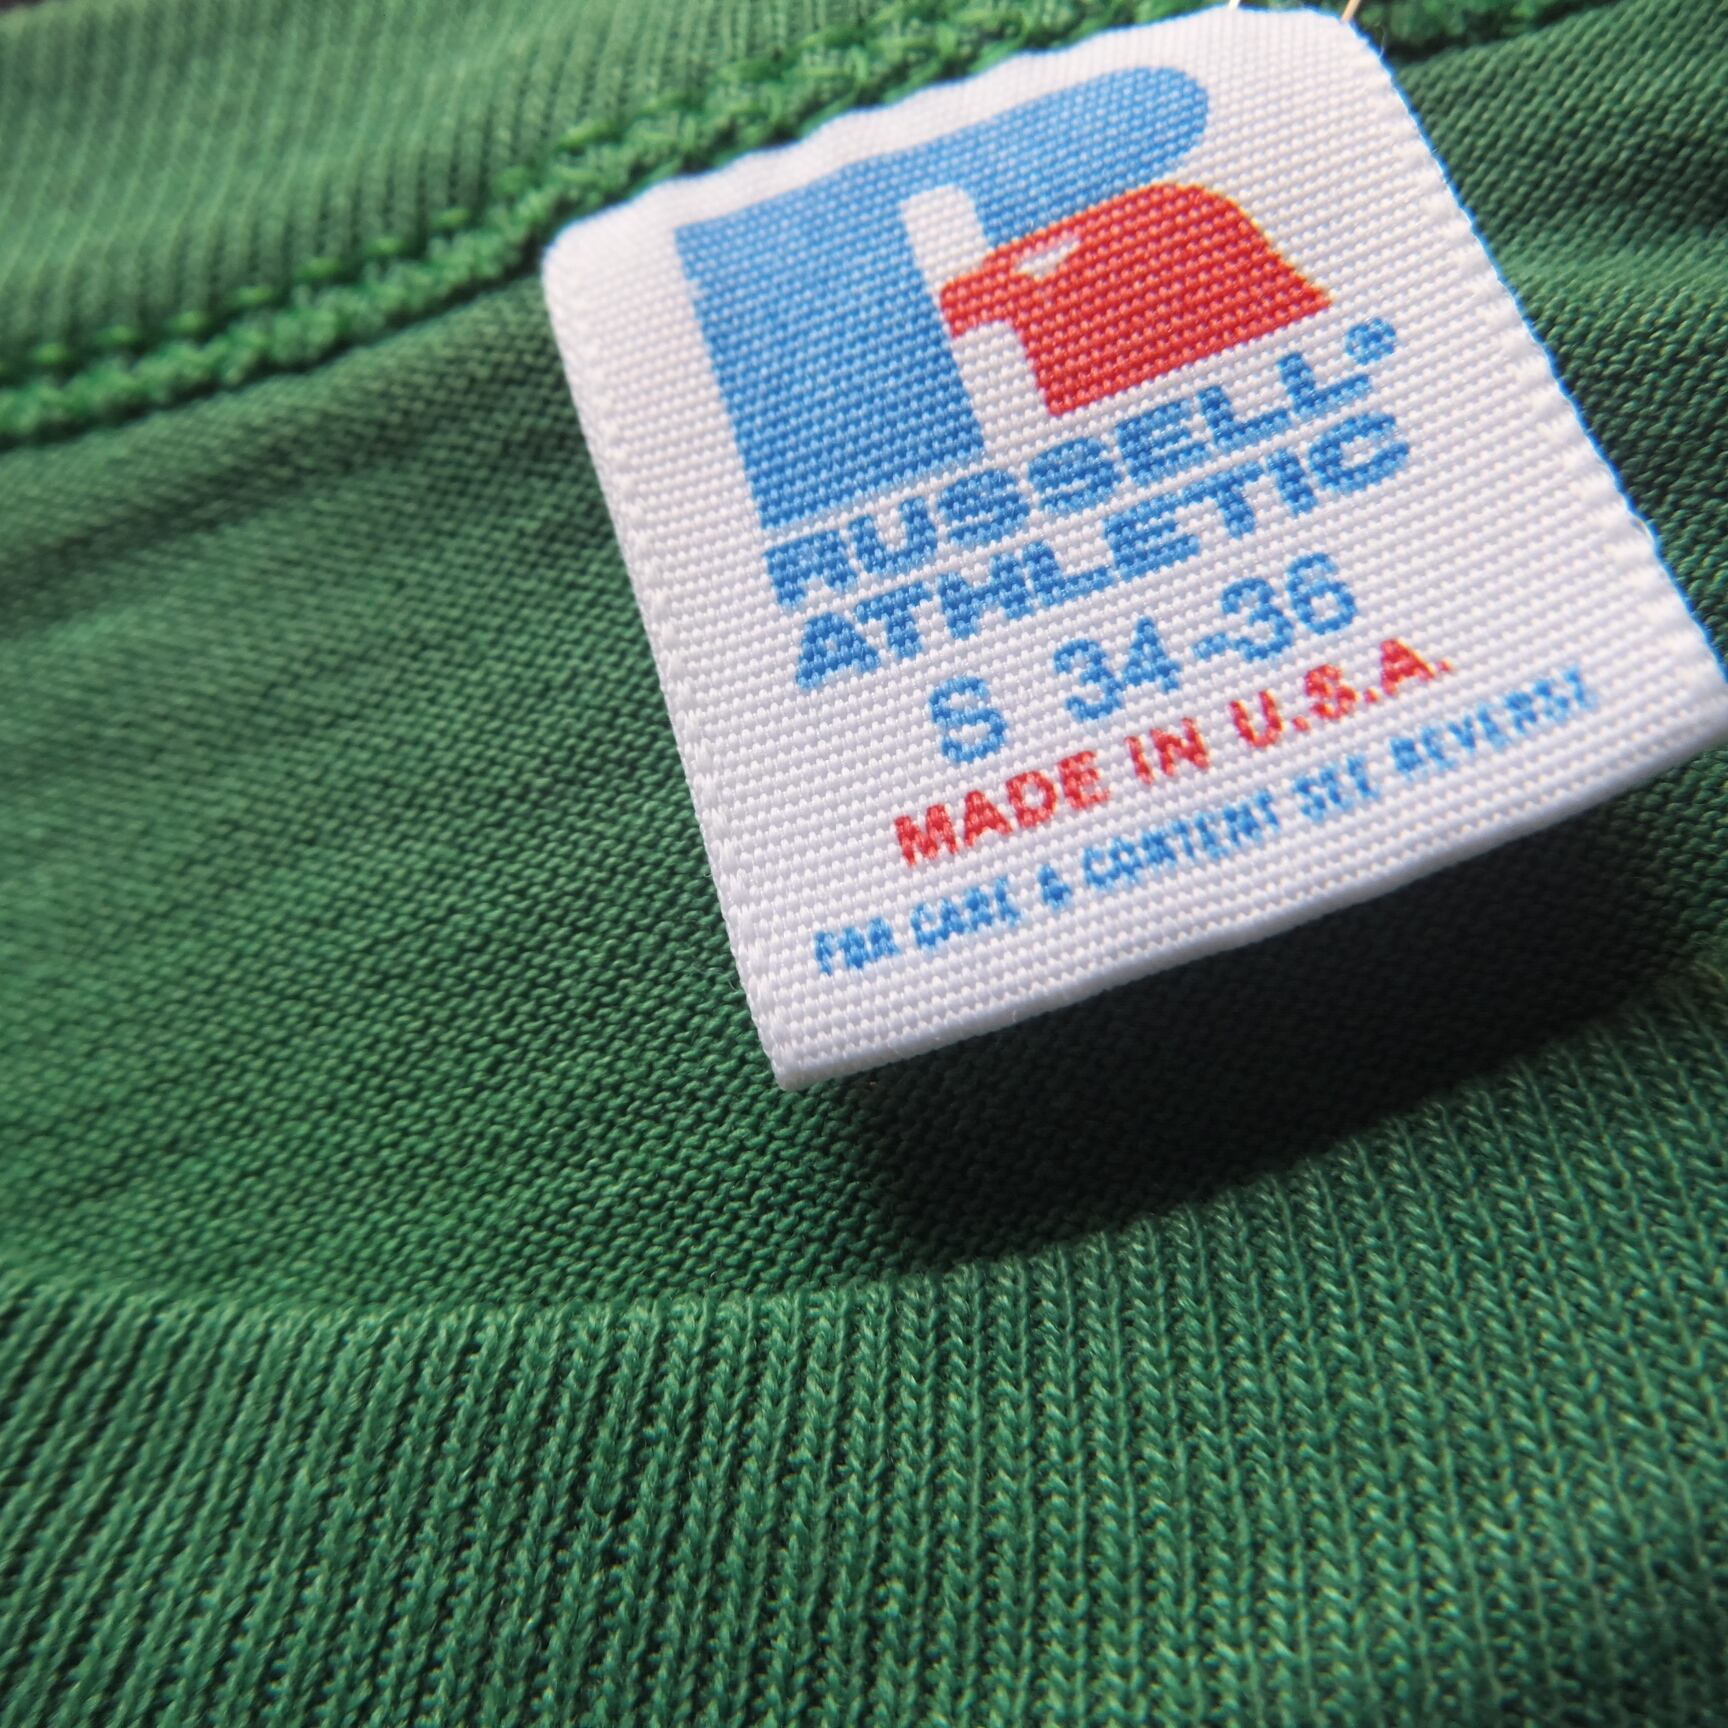 RUSSELL®
ATHLETIC
S 34-36
MADE IN U.S.A.
FOR CARE & CONTENT SEE REVERSE